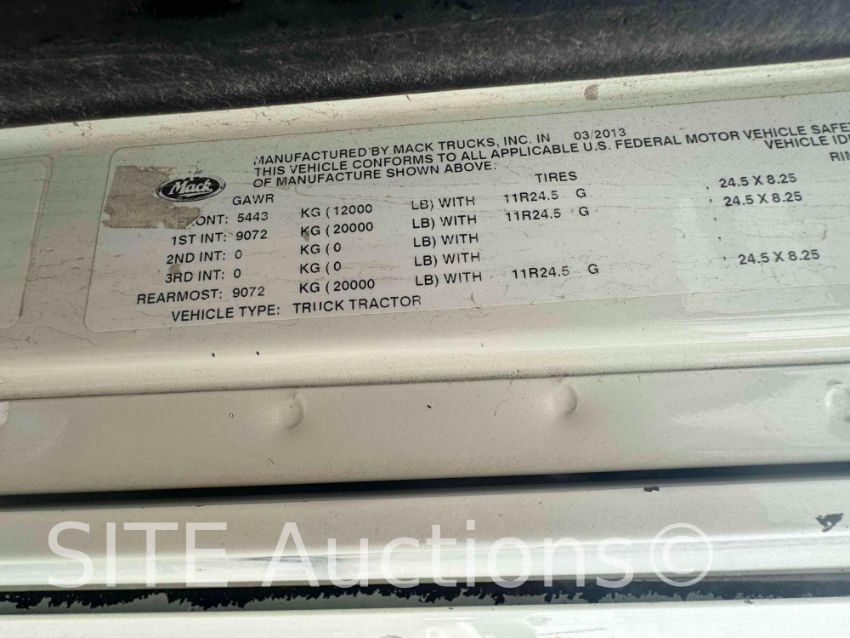 MANUFACTURED BY MACK TRUCKS, INC. IN 03/2013
THIS VEHICLE CONFORMS TO ALL APPLICABLE U.S. FEDERAL MOTOR VEHICLE
OF MANUFACTURE SHOWN ABOVE. VEHICLE
Mack
GAWR TIRES
5443 KG (12000 LB) WITH 11R24.5 G 24.5 X 8.25
1ST INT: 9072 KG (20000 LB) WITH 11R24.5 G 24.5 X 8.25
2ND INT: 0 KG (0 LB) WITH
3RD INT: 0 KG (0 LB) WITH
REARMOST: 9072 KG (20000 LB) WITH 11R24.5 G 24.5 X 8.25
VEHICLE TYPE: TRUCK TRACTOR
SITE Auctions©